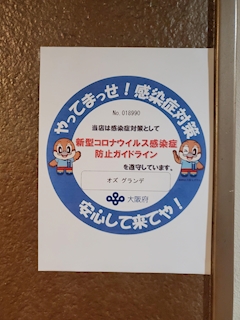 やってまっせ！感染症対策
No. 018990
当店は感染症対策として
新型コロナウイルス感染症
防止ガイドライン
を遵守しています。
オズ グランデ
大阪府
安心して来てや！